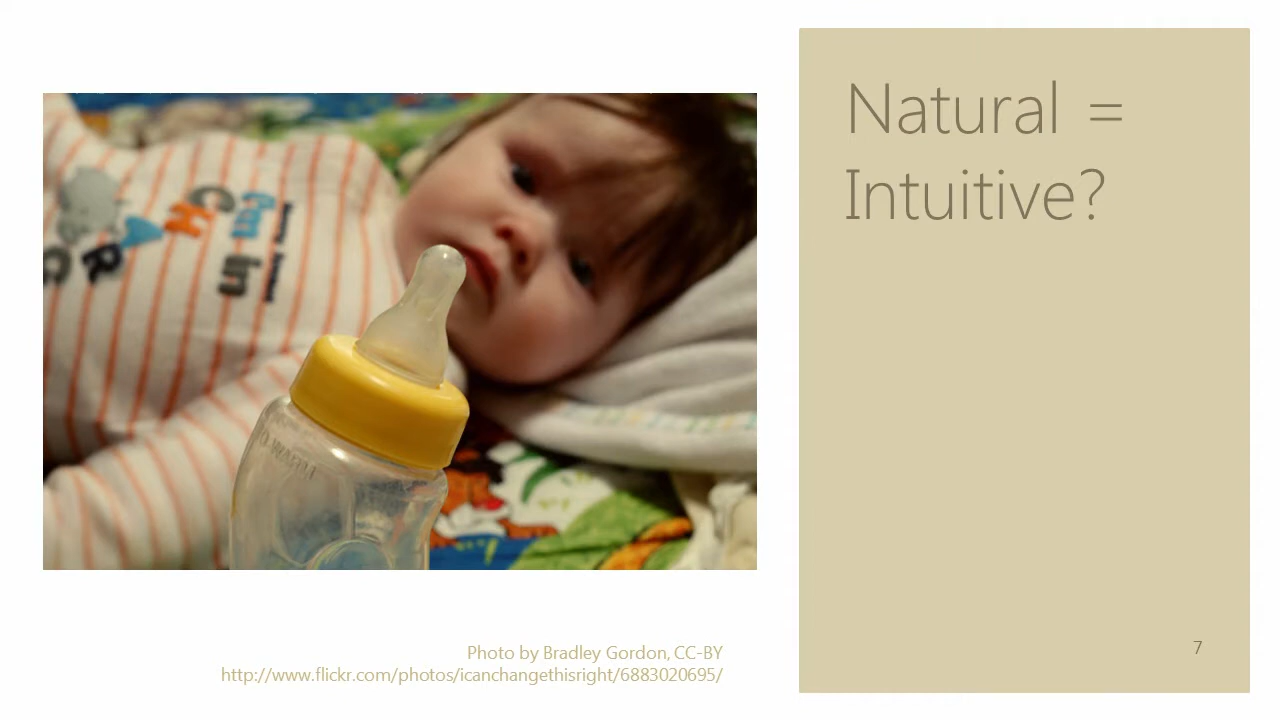 Natural =
Intuitive?
Photo by Bradley Gordon, CC-BY
http://www.flickr.com/photos/icanchangethisright/6883020695/
7